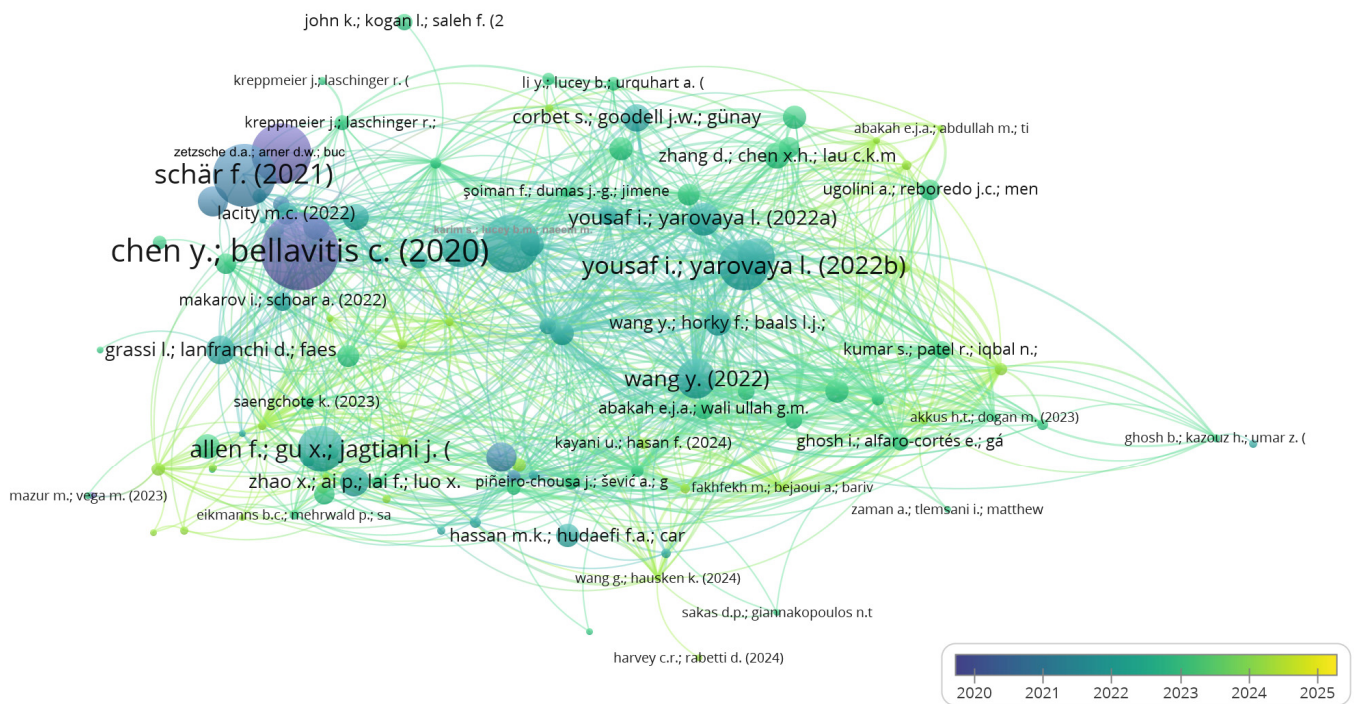 john k.; kogan l.; saleh f. (2
kreppmeier j.; laschinger r. (
li y.; lucey b.; urquhart a. (
corbet s.; goodell j.w.; günay
kreppmeier j.; laschinger r.;
abakah e.j.a.; abdullah m.; ti
zetzsche d.a.; arner d.w.; buc
zhang d.; chen x.h.; lau c.k.m
schär f. (2021)
şoiman f.; dumas j.-g.; jimene
ugolini a.; reboredo j.c.; men
lacity m.c. (2022)
yousaf i.; yarovaya l. (2022a)
karim s.; lucey b.m.; naeem m.
chen y.; bellavitis c. (2020)
yousaf i.; yarovaya l. (2022b)
makarov i.; schoar a. (2022)
wang y.; horky f.; baals l.j.;
grassi l.; lanfranchi d.; faes
kumar s.; patel r.; iqbal n.;
wang y. (2022)
saengchote k. (2023)
abakah e.j.a.; wali ullah g.m.
akkus h.t.; dogan m. (2023)
allen f.; gu x.; jagtiani j. (
kayani u.; hasan f. (2024)
ghosh i.; alfaro-cortés e.; gá
ghosh b.; kazouz h.; umar z. (
zhao x.; ai p.; lai f.; luo x.
piñeiro-chousa j.; šević a.; g
fakhfekh m.; bejaoui a.; bariv
mazur m.; vega m. (2023)
eikmanns b.c.; mehrwald p.; sa
zaman a.; tlemsani i.; matthew
hassan m.k.; hudaefi f.a.; car
wang g.; hausken k. (2024)
sakas d.p.; giannakopoulos n.t
harvey c.r.; rabetti d. (2024)
2020 2021 2022 2023 2024 2025